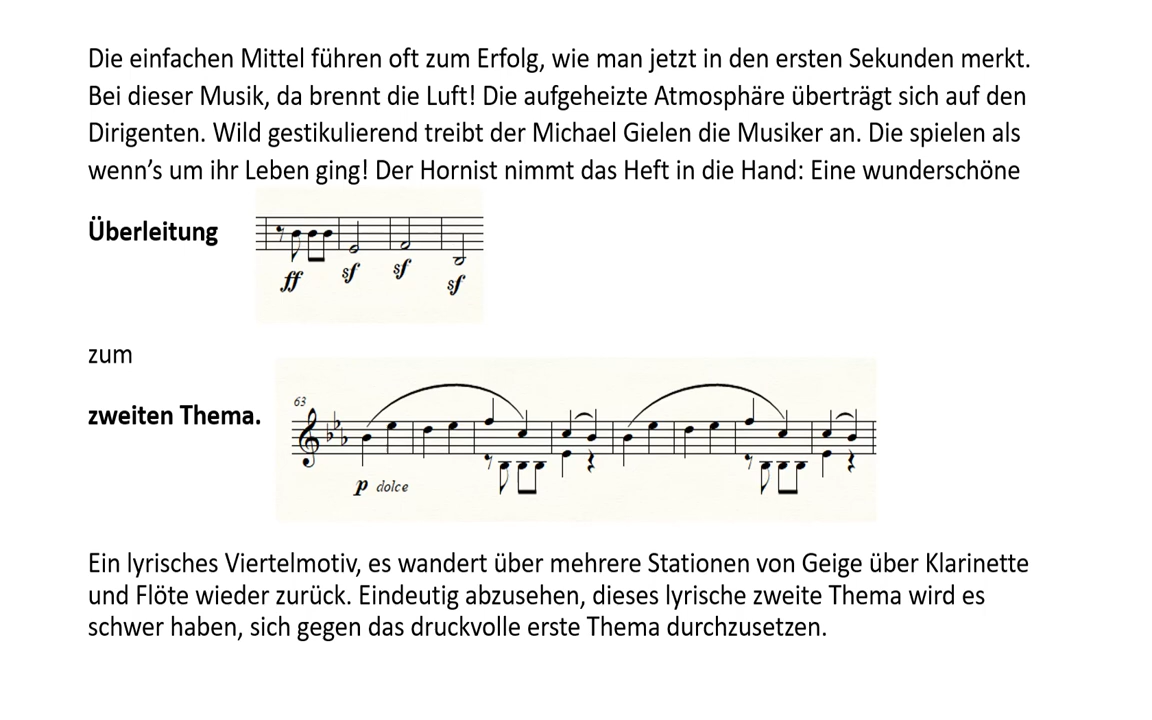 Die einfachen Mittel führen oft zum Erfolg, wie man jetzt in den ersten Sekunden merkt.
Bei dieser Musik, da brennt die Luft! Die aufgeheizte Atmosphäre überträgt sich auf den
Dirigenten. Wild gestikulierend treibt der Michael Gielen die Musiker an. Die spielen als
wenn’s um ihr Leben ging! Der Hornist nimmt das Heft in die Hand: Eine wunderschöne
Überleitung
ff sf sf sf
zum
63
zweiten Thema.
p dolce
Ein lyrisches Viertelmotiv, es wandert über mehrere Stationen von Geige über Klarinette
und Flöte wieder zurück. Eindeutig abzusehen, dieses lyrische zweite Thema wird es
schwer haben, sich gegen das druckvolle erste Thema durchzusetzen.